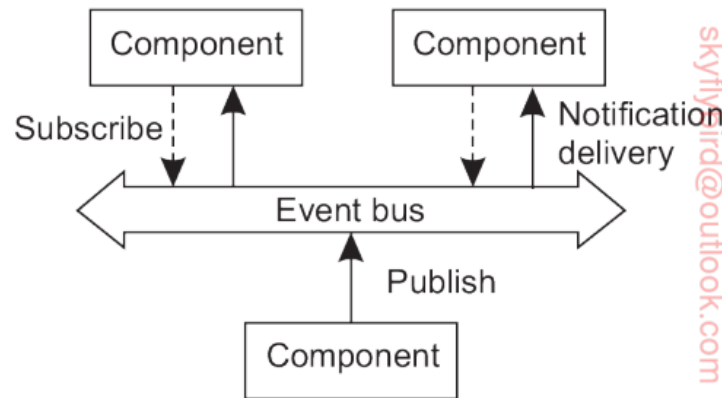 Component
Component
Subscribe
Notification
delivery
Event bus
Publish
Component
skyflybird@outlook.com